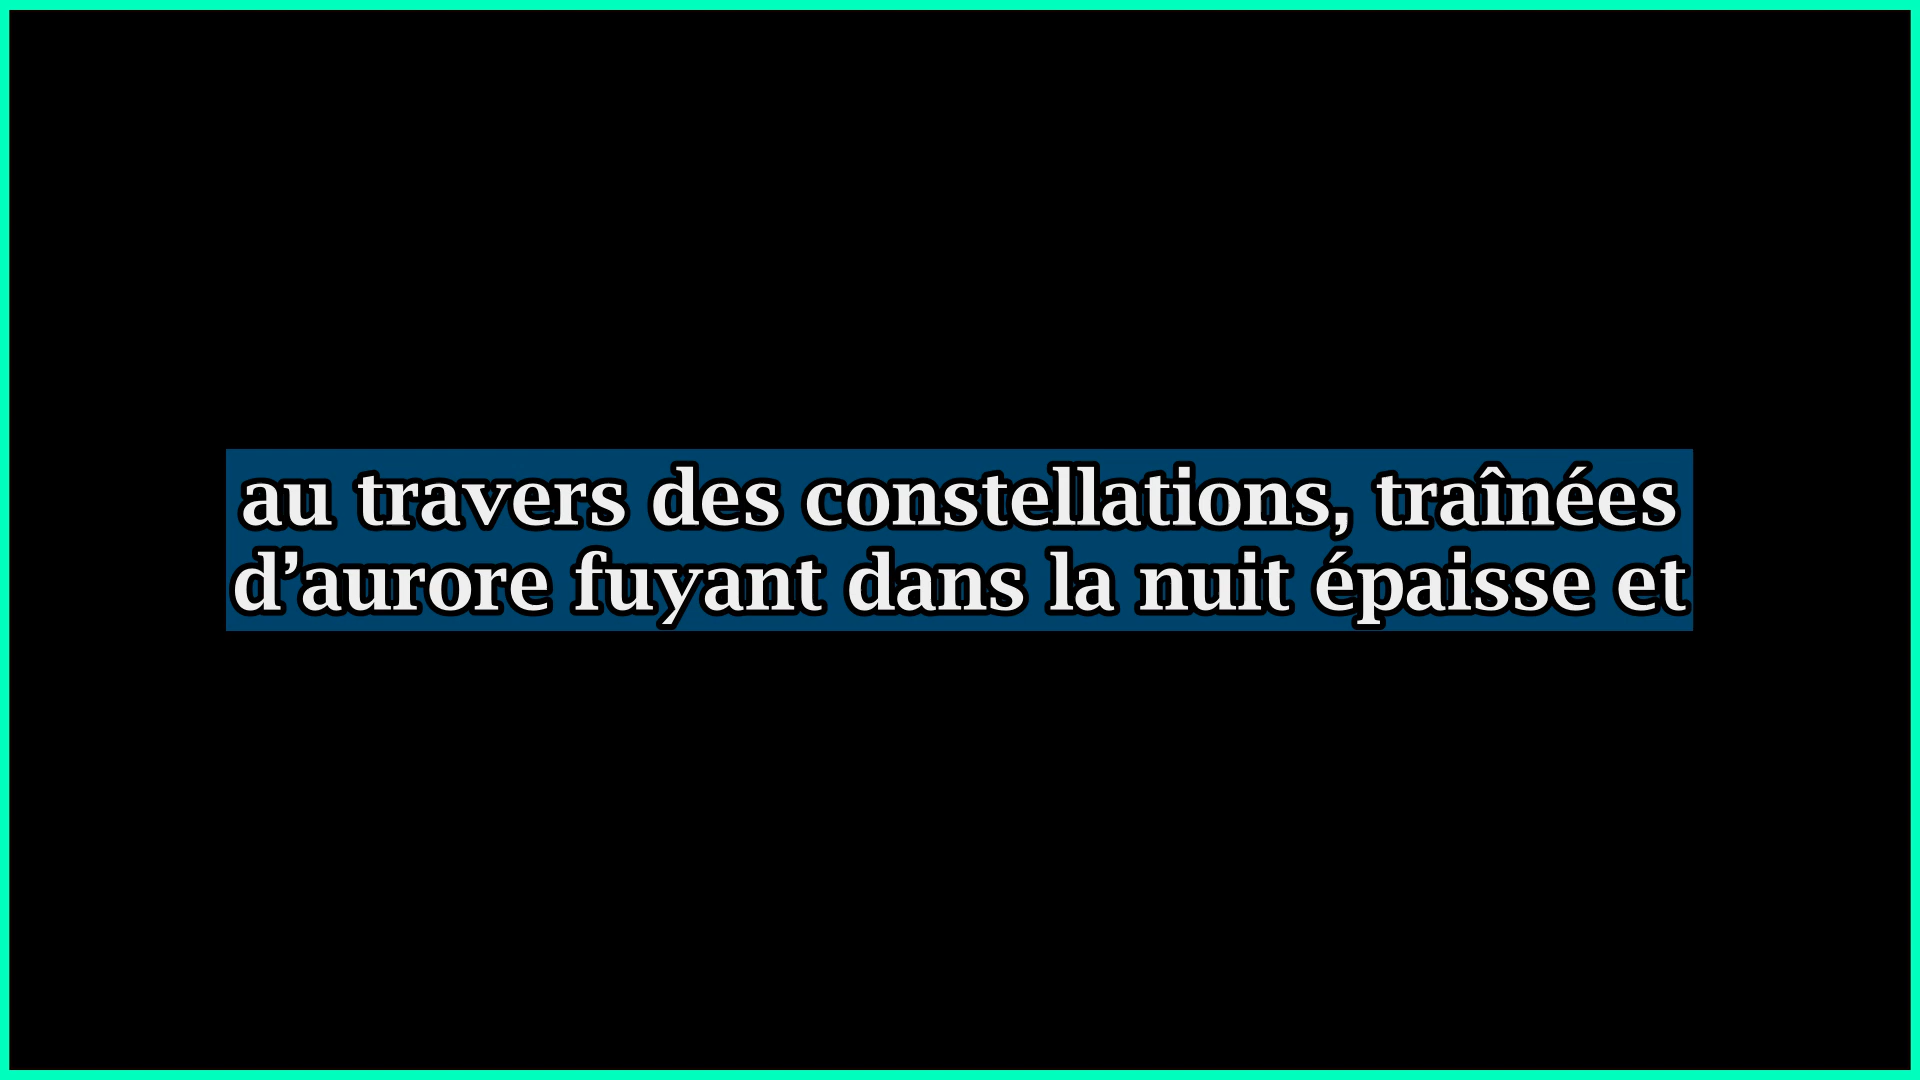 au travers des constellations, traînées
d’aurore fuyant dans la nuit épaisse et